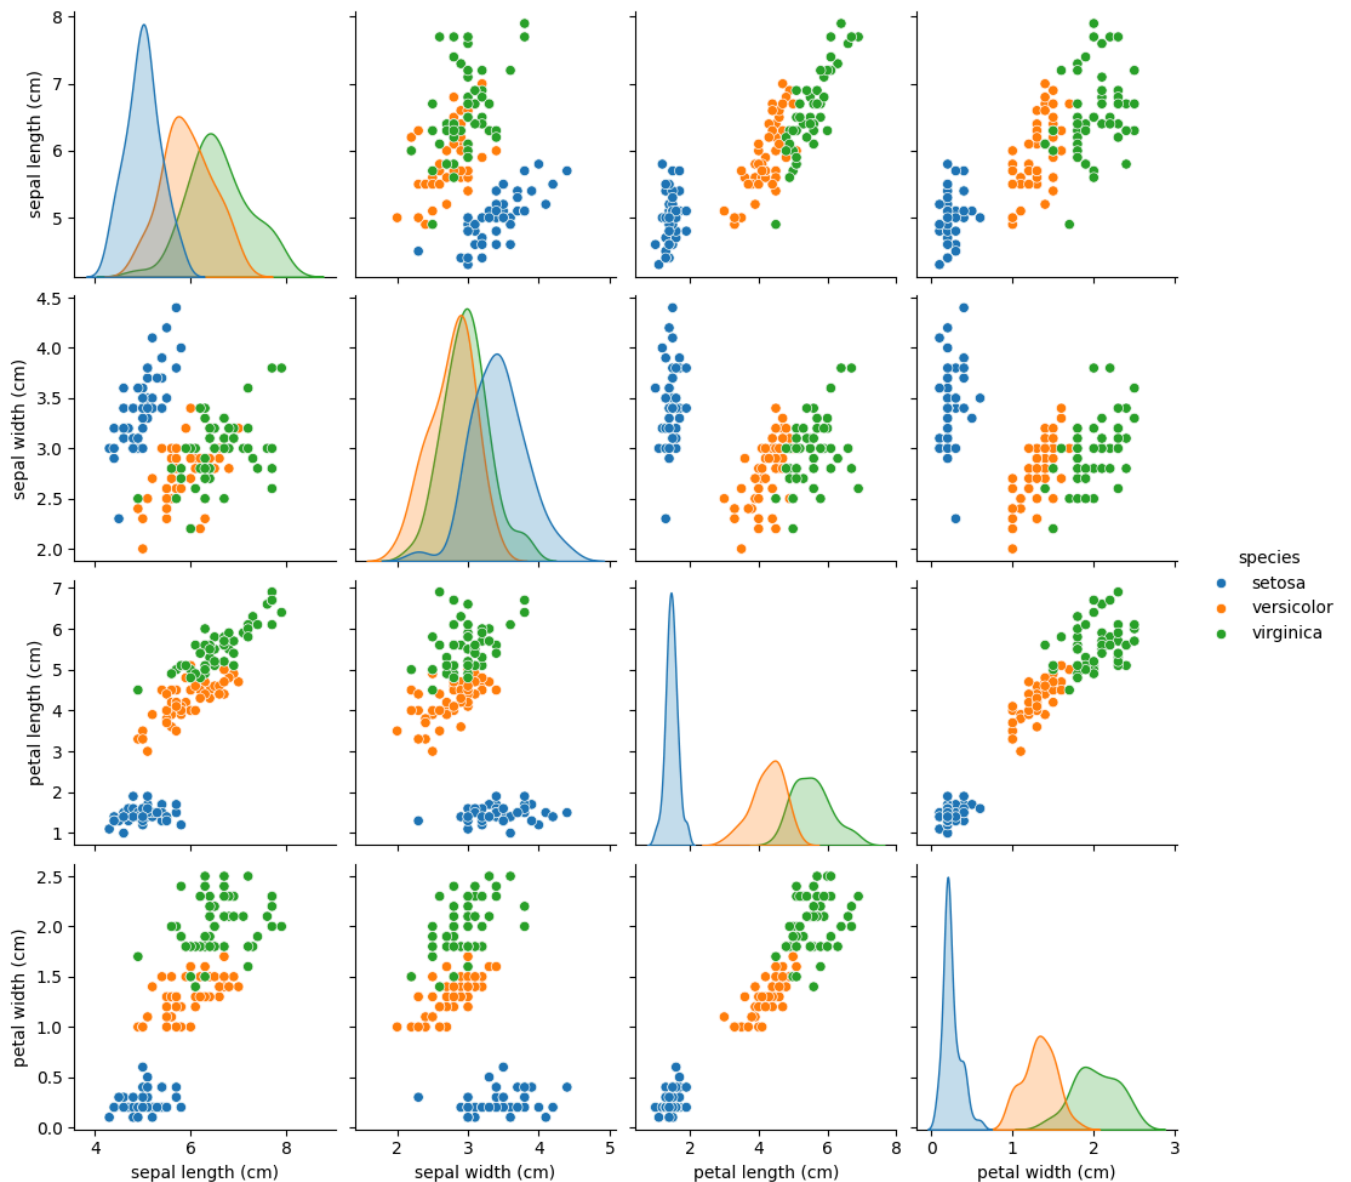 8
7
6
5
sepal length (cm)
4.5
4.0
3.5
3.0
2.5
2.0
sepal width (cm)
species
setosa
versicolor
virginica
7
6
5
4
3
2
1
petal length (cm)
2.5
2.0
1.5
1.0
0.5
0.0
petal width (cm)
4 6 8
2 3 4 5
2 4 6 8
0 1 2 3
sepal length (cm)
sepal width (cm)
petal length (cm)
petal width (cm)